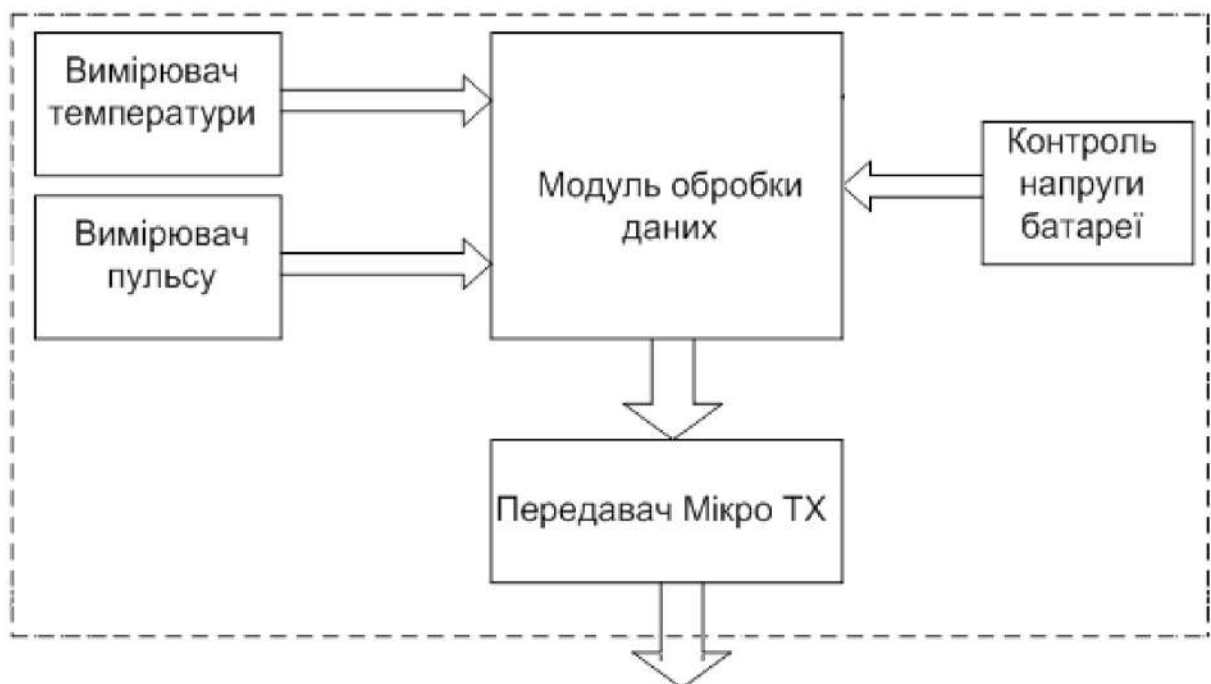 Вимірювач
температури
Вимірювач
пульсу
Модуль обробки
даних
Контроль
напруги
батареї
Передавач Мікро ТХ